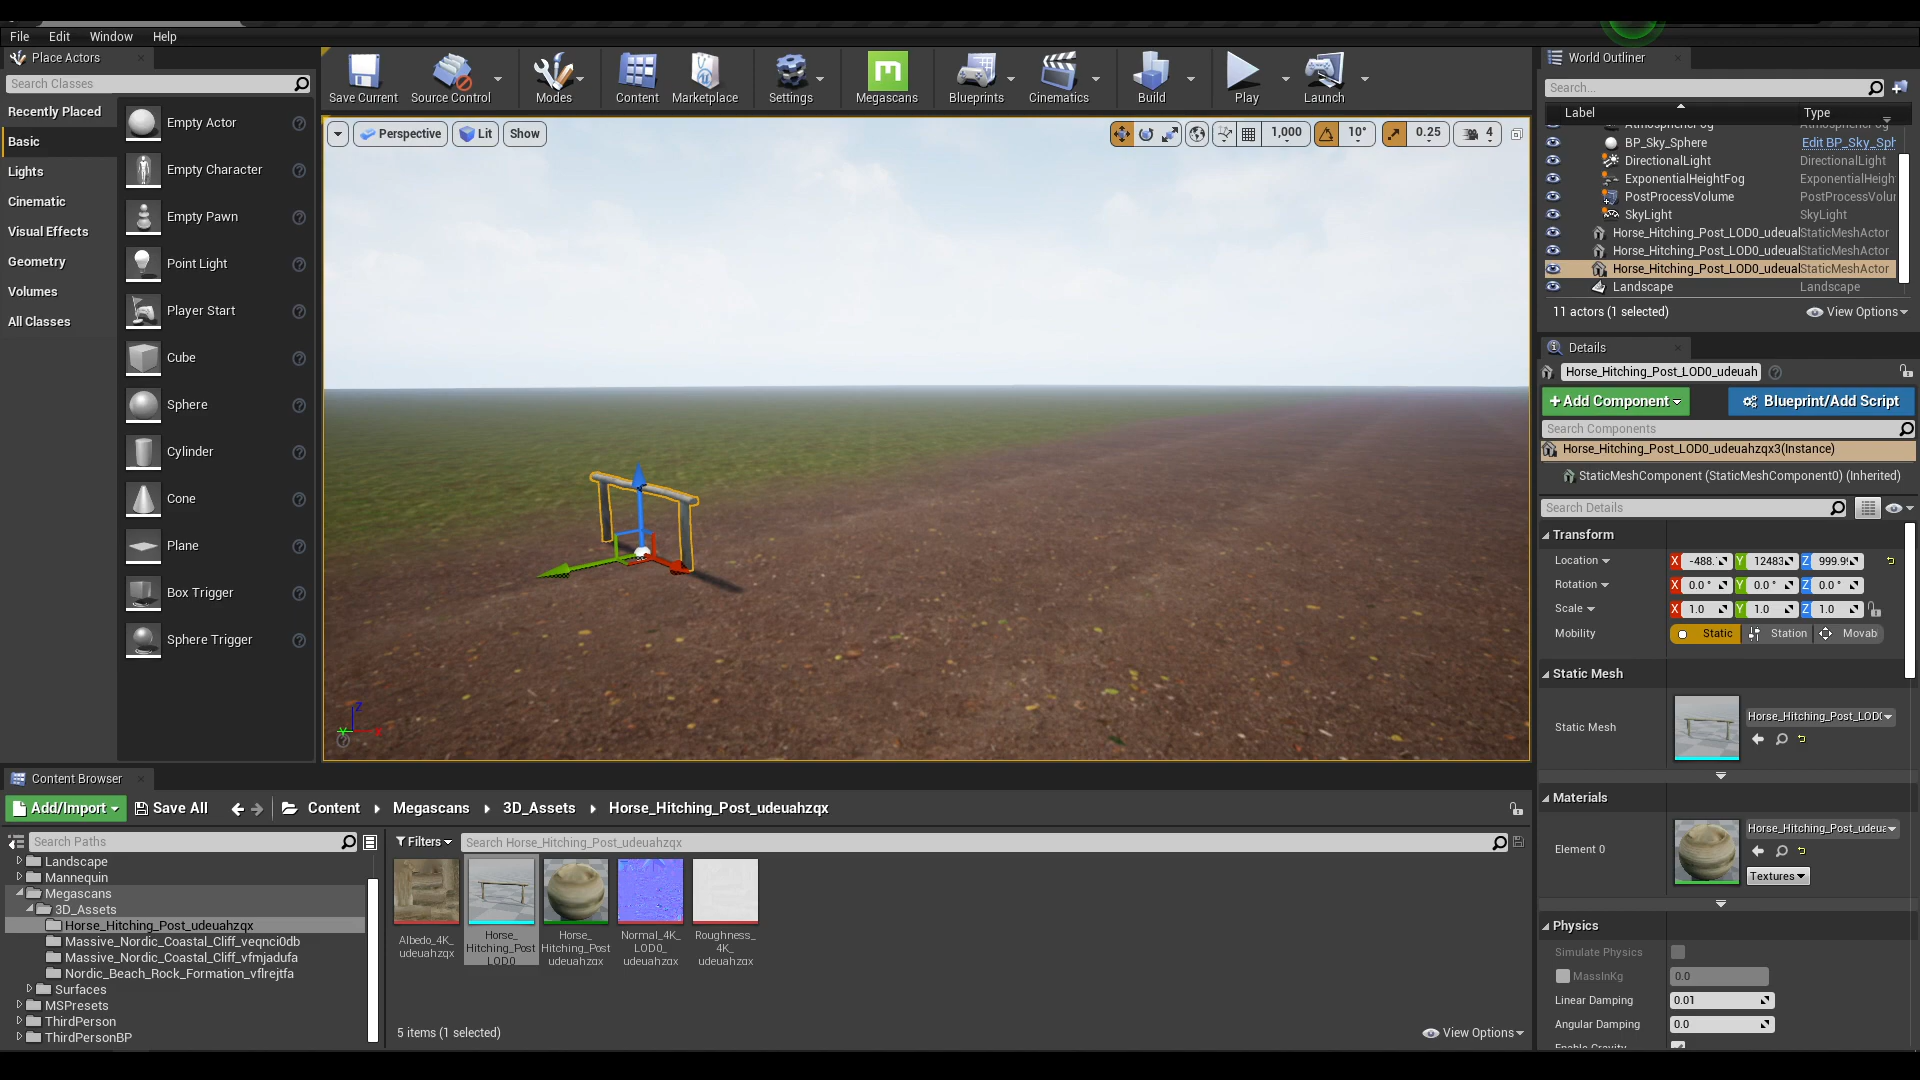 File Edit Window Help
Place Actors
Search Classes
Recently Placed
Basic
Lights
Cinematic
Visual Effects
Geometry
Volumes
All Classes
Empty Actor
Empty Character
Empty Pawn
Point Light
Player Start
Cube
Sphere
Cylinder
Cone
Plane
Box Trigger
Sphere Trigger
Save Current Source Control Modes Content Marketplace Settings Megascans Blueprints Cinematics Build Play Launch
Perspective Lit Show
1,000 10° 0.25 4
World Outliner
Search...
Label Type
AtmosphericFog AtmosphericFog
BP_Sky_Sphere Edit BP_Sky_Sph
DirectionalLight DirectionalLight
ExponentialHeightFog ExponentialHeigh
PostProcessVolume PostProcessVolu
SkyLight SkyLight
Horse_Hitching_Post_LOD0_udeual StaticMeshActor
Horse_Hitching_Post_LOD0_udeual StaticMeshActor
Horse_Hitching_Post_LOD0_udeual StaticMeshActor
Landscape Landscape
11 actors (1 selected) View Options
Details
Horse_Hitching_Post_LOD0_udeuah
+Add Component Blueprint/Add Script
Search Components
Horse_Hitching_Post_LOD0_udeuahzqx3(Instance)
StaticMeshComponent (StaticMeshComponent0) (Inherited)
Search Details
Transform
Location X -488. Y 12483 Z 999.9
Rotation X 0.0 ° Y 0.0 ° Z 0.0 °
Scale X 1.0 Y 1.0 Z 1.0
Mobility Static Station Movab
Static Mesh
Static Mesh Horse_Hitching_Post_LOD(
Materials
Element 0 Horse_Hitching_Post_udeua
Textures
Physics
Simulate Physics
MassInKg 0.0
Linear Damping 0.01
Angular Damping 0.0
Enable Gravity
Z
Y X
Content Browser
Add/Import Save All Content Megascans 3D_Assets Horse_Hitching_Post_udeuahzqx
Search Paths
Landscape
Mannequin
Megascans
3D_Assets
Horse_Hitching_Post_udeuahzqx
Massive_Nordic_Coastal_Cliff_veqnci0db
Massive_Nordic_Coastal_Cliff_vfmjadufa
Nordic_Beach_Rock_Formation_vflrejtfa
Surfaces
MSPresets
ThirdPerson
ThirdPersonBP
Filters Search Horse_Hitching_Post_udeuahzqx
Albedo_4K_
udeuahzqx
Horse_
Hitching_Post
LOD0
Horse_
Hitching_Post
udeuahzqx
Normal_4K_
LOD0_
udeuahzqx
Roughness_
4K_
udeuahzqx
5 items (1 selected) View Options